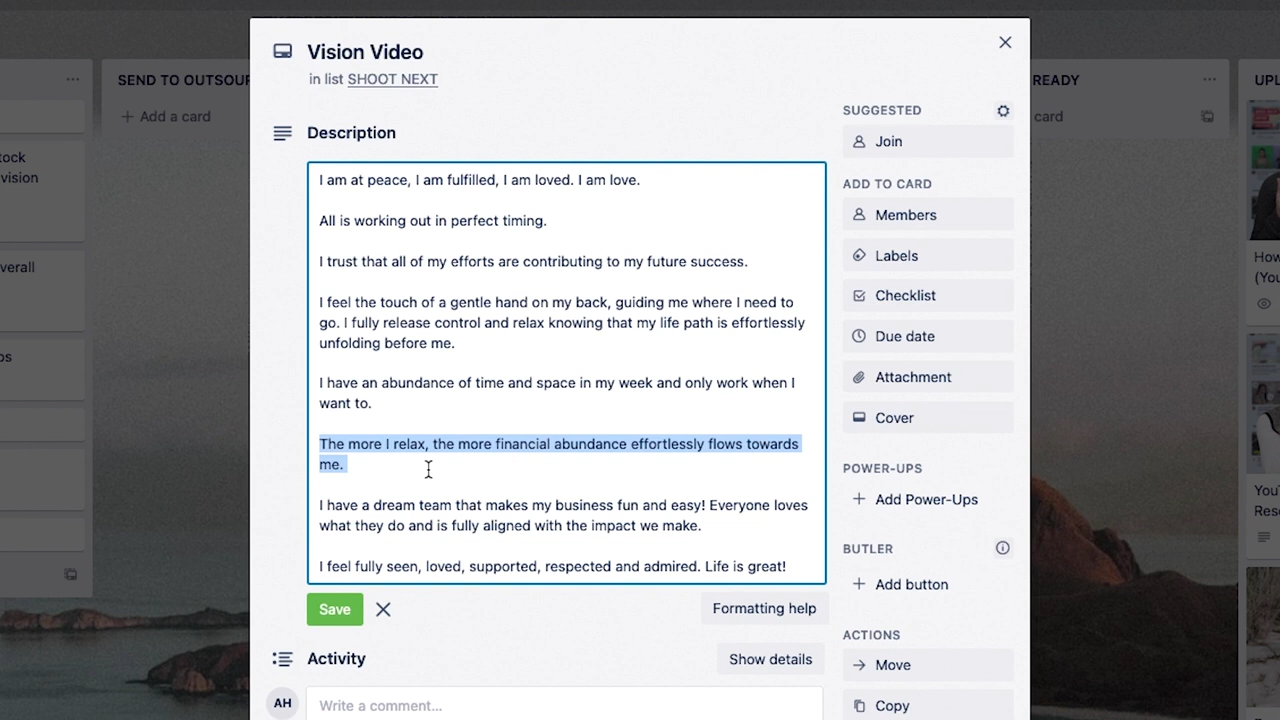 Vision Video
in list SHOOT NEXT
SEND TO OUTSOUR
Add a card
tock
vision
verall
ps
Description
I am at peace, I am fulfilled, I am loved. I am love.
All is working out in perfect timing.
I trust that all of my efforts are contributing to my future success.
I feel the touch of a gentle hand on my back, guiding me where I need to
go. I fully release control and relax knowing that my life path is effortlessly
unfolding before me.
I have an abundance of time and space in my week and only work when I
want to.
The more I relax, the more financial abundance effortlessly flows towards
me.
I have a dream team that makes my business fun and easy! Everyone loves
what they do and is fully aligned with the impact we make.
I feel fully seen, loved, supported, respected and admired. Life is great!
Save
Formatting help
Activity
Show details
AH
Write a comment...
SUGGESTED
Join
ADD TO CARD
Members
Labels
Checklist
Due date
Attachment
Cover
POWER-UPS
Add Power-Ups
BUTLER
Add button
ACTIONS
Move
Copy
READY
card
UPL
How
(You
You
Rese